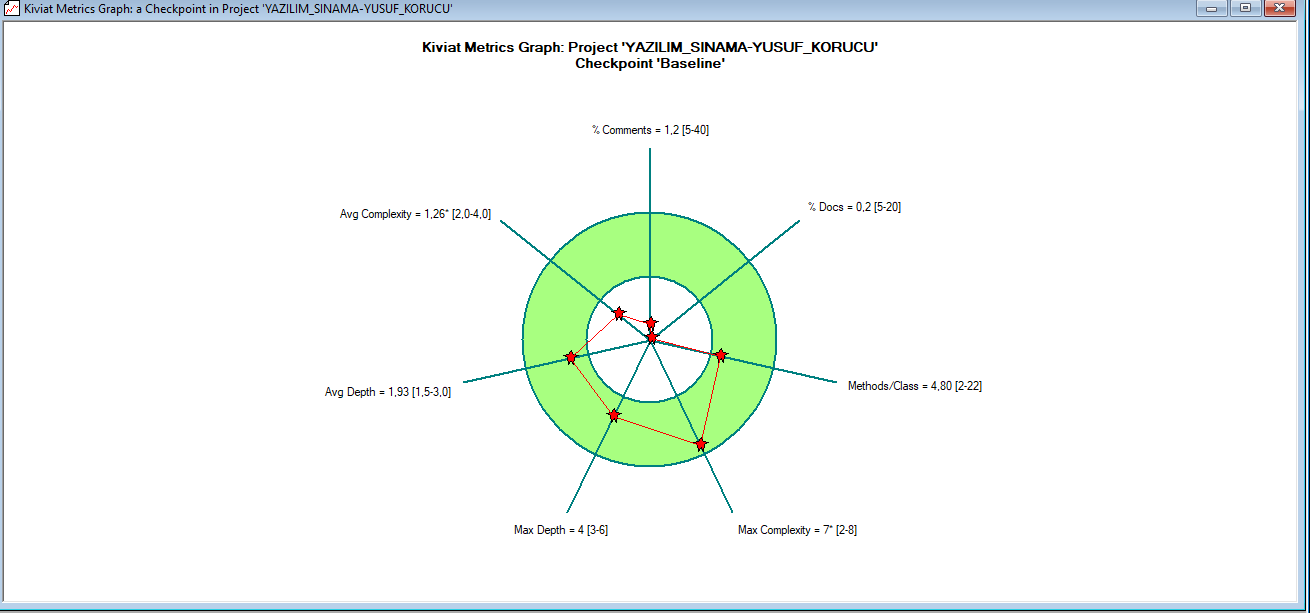 Kiviat Metrics Graph: a Checkpoint in Project 'YAZILIM_SINAMA-YUSUF_KORUCU'
Kiviat Metrics Graph: Project 'YAZILIM_SINAMA-YUSUF_KORUCU'
Checkpoint 'Baseline'
% Comments = 1,2 [5-40]
% Docs = 0,2 [5-20]
Avg Complexity = 1,26* [2,0-4,0]
Methods/Class = 4,80 [2-22]
Avg Depth = 1,93 [1,5-3,0]
Max Depth = 4 [3-6]
Max Complexity = 7* [2-8]